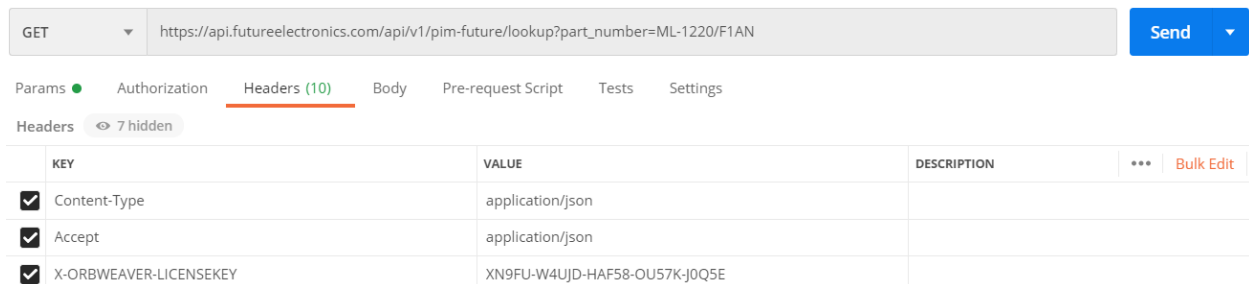 GET https://api.futureelectronics.com/api/v1/pim-future/lookup?part_number=ML-1220/F1AN Send
Params Authorization Headers (10) Body Pre-request Script Tests Settings
Headers 7 hidden
KEY VALUE DESCRIPTION ••• Bulk Edit
Content-Type application/json
Accept application/json
X-ORBWEAVER-LICENSEKEY XN9FU-W4UJD-HAF58-OU57K-J0Q5E